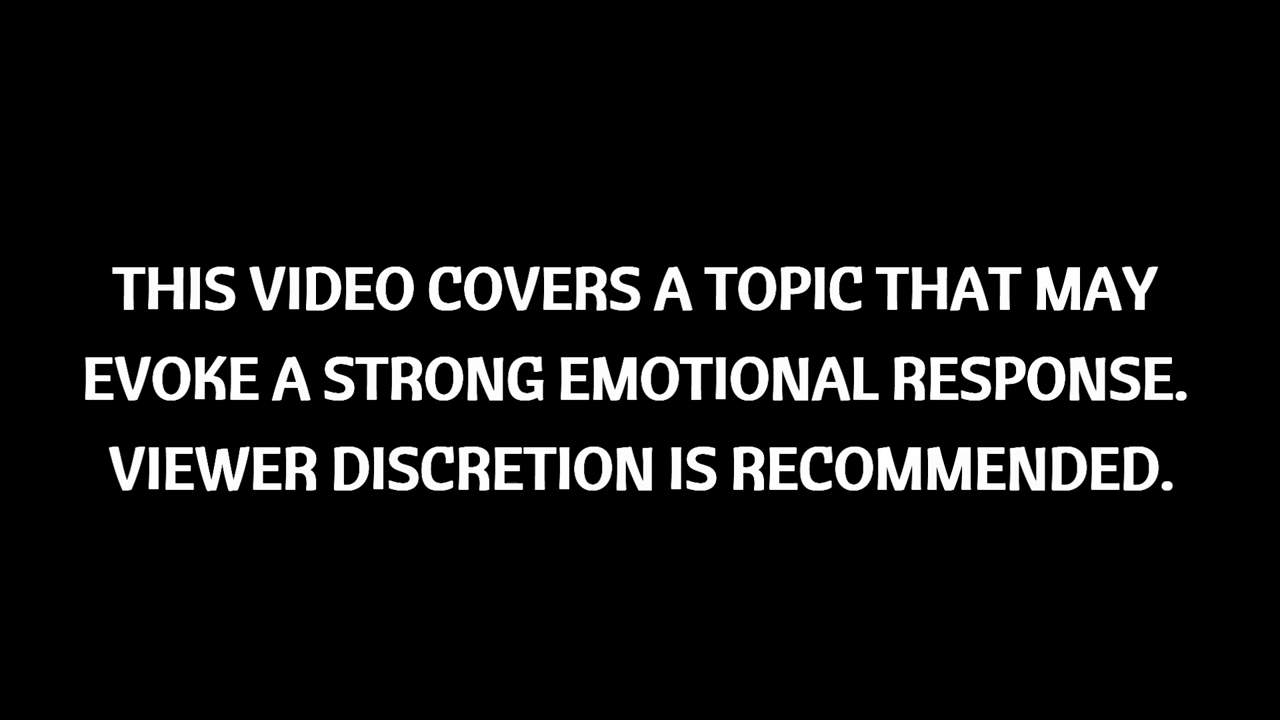 THIS VIDEO COVERS A TOPIC THAT MAY
EVOKE A STRONG EMOTIONAL RESPONSE.
VIEWER DISCRETION IS RECOMMENDED.